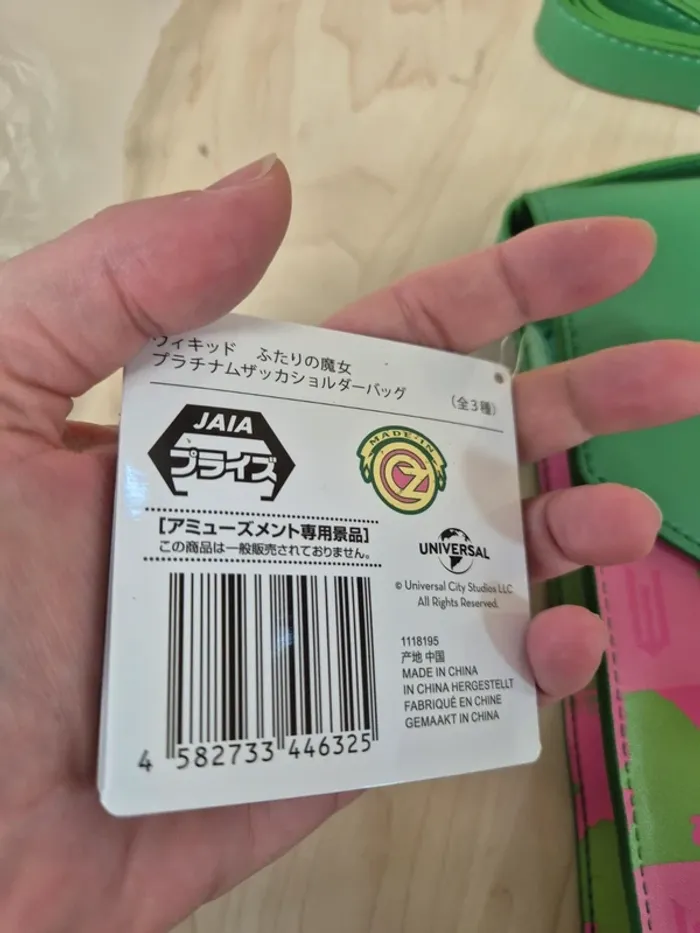 ウィキッド ふたりの魔女
プラチナムザッカショルダーバッグ (全3種)
JAIA
プライズ
MADE IN
OZ
[アミューズメント専用景品]
この商品は一般販売されておりません。
UNIVERSAL
© Universal City Studios LLC
All Rights Reserved.
1118195
产地 中国
MADE IN CHINA
IN CHINA HERGESTELLT
FABRIQUÉ EN CHINE
GEMAAKT IN CHINA
4 582733 446325